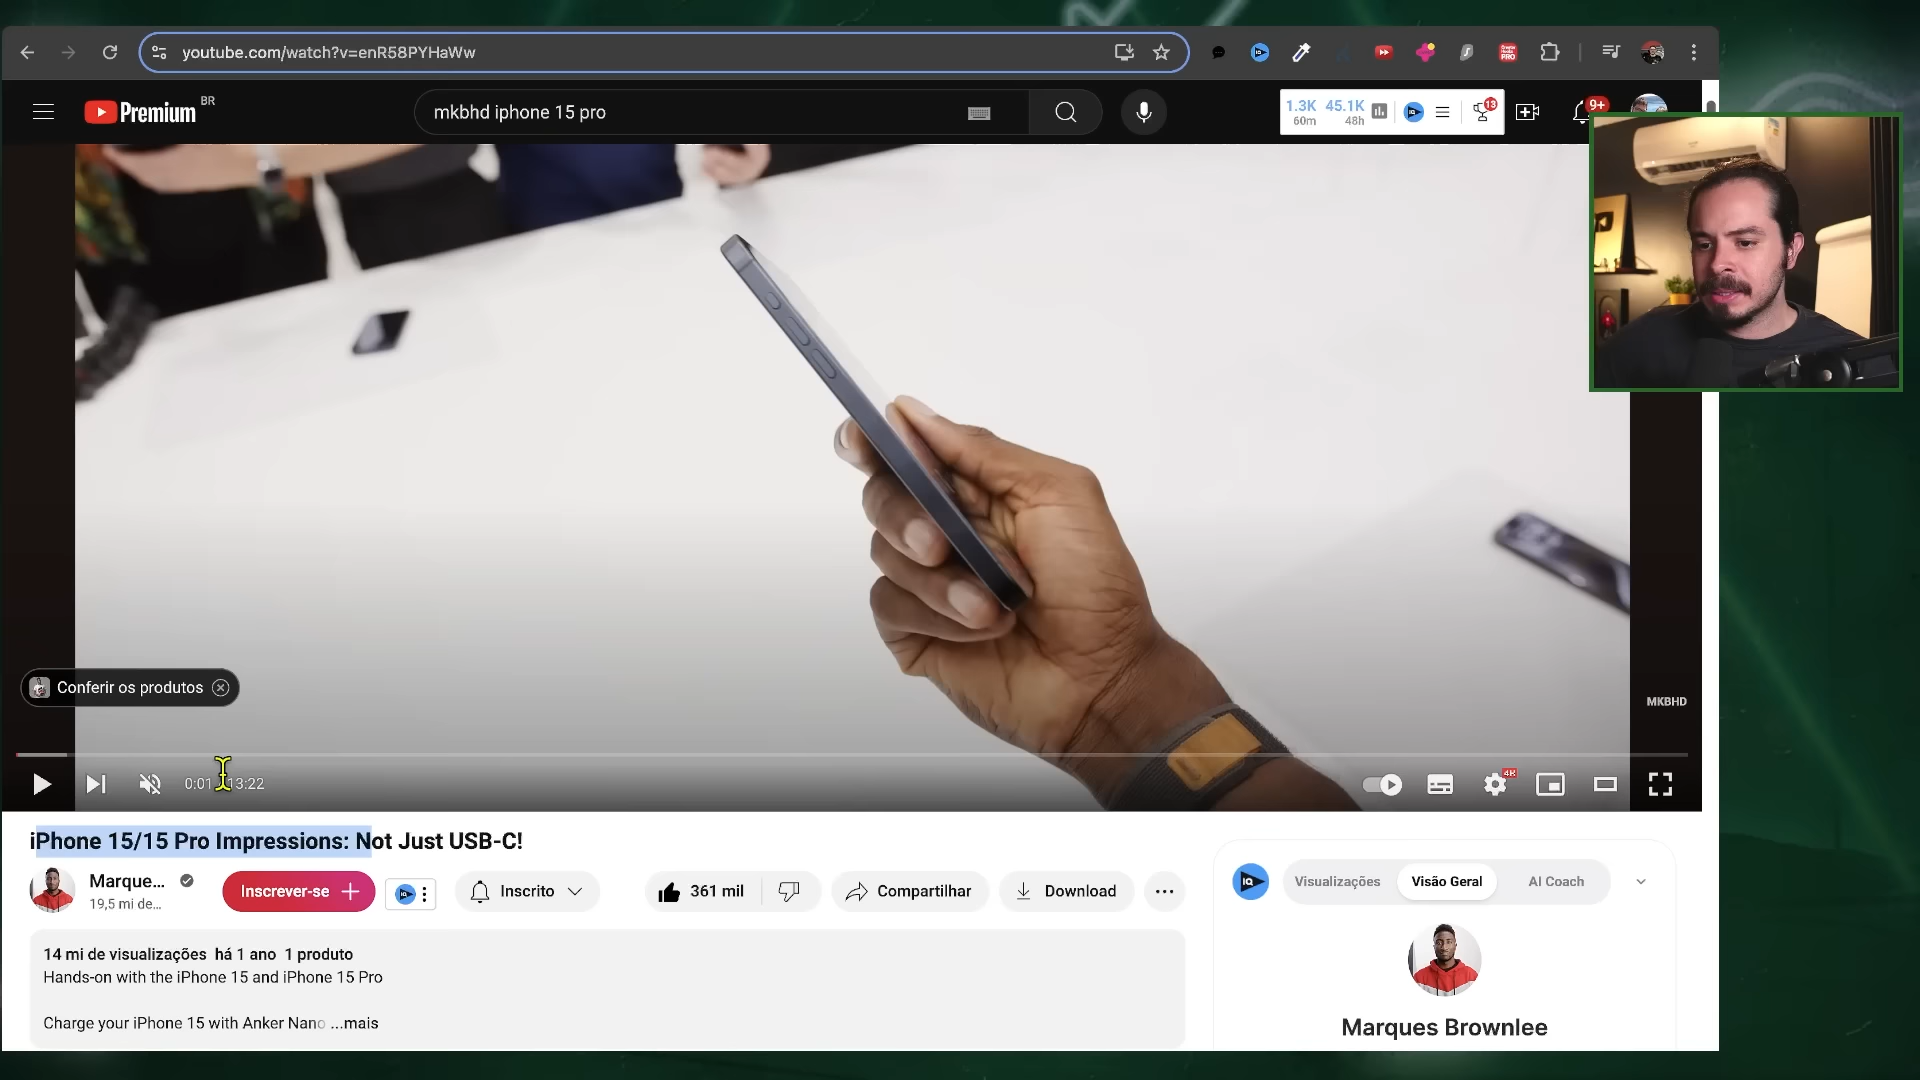 youtube.com/watch?v=enR58PYHaWw
Premium BR
mkbhd iphone 15 pro
1.3K 45.1K
60m 48h
13
9+
Conferir os produtos
MKBHD
0:01
13:22
4K
iPhone 15/15 Pro Impressions: Not Just USB-C!
Marque...
19,5 mi de...
Inscrever-se
Inscrito
361 mil
Compartilhar
Download
14 mi de visualizações há 1 ano 1 produto
Hands-on with the iPhone 15 and iPhone 15 Pro
Charge your iPhone 15 with Anker Nano ...mais
IQ
Visualizações
Visão Geral
AI Coach
Marques Brownlee